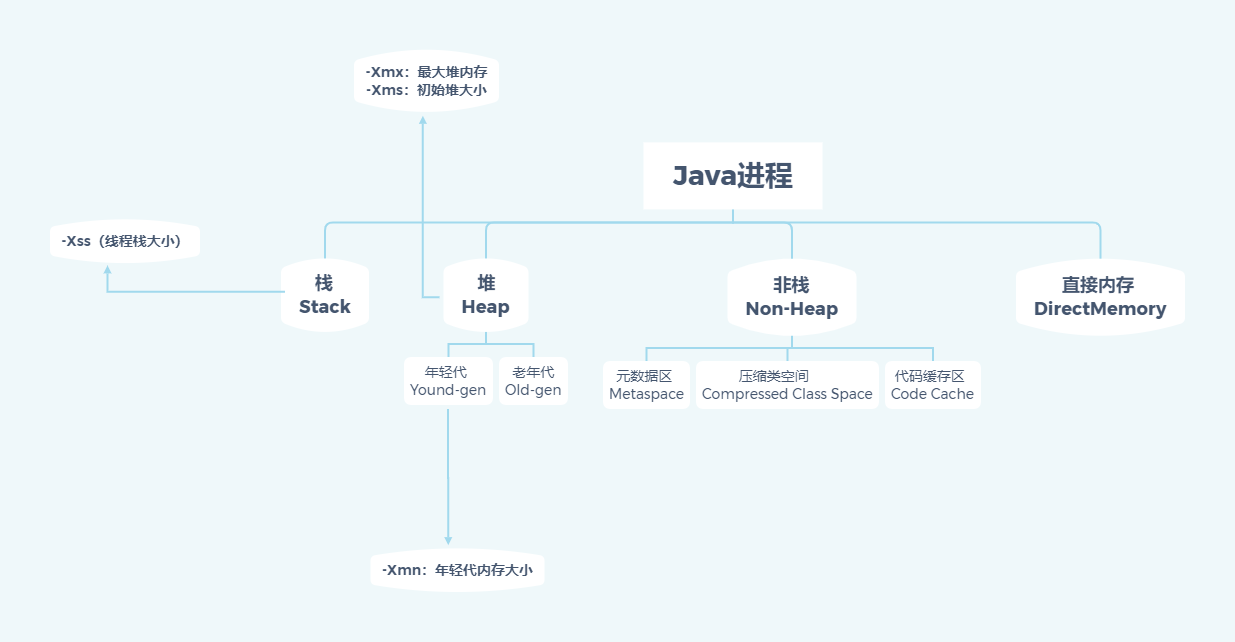 -Xmx：最大堆内存
-Xms：初始堆大小
Java进程
-Xss（线程栈大小）
栈
Stack
堆
Heap
非栈
Non-Heap
直接内存
DirectMemory
年轻代
Yound-gen
老年代
Old-gen
元数据区
Metaspace
压缩类空间
Compressed Class Space
代码缓存区
Code Cache
-Xmn：年轻代内存大小